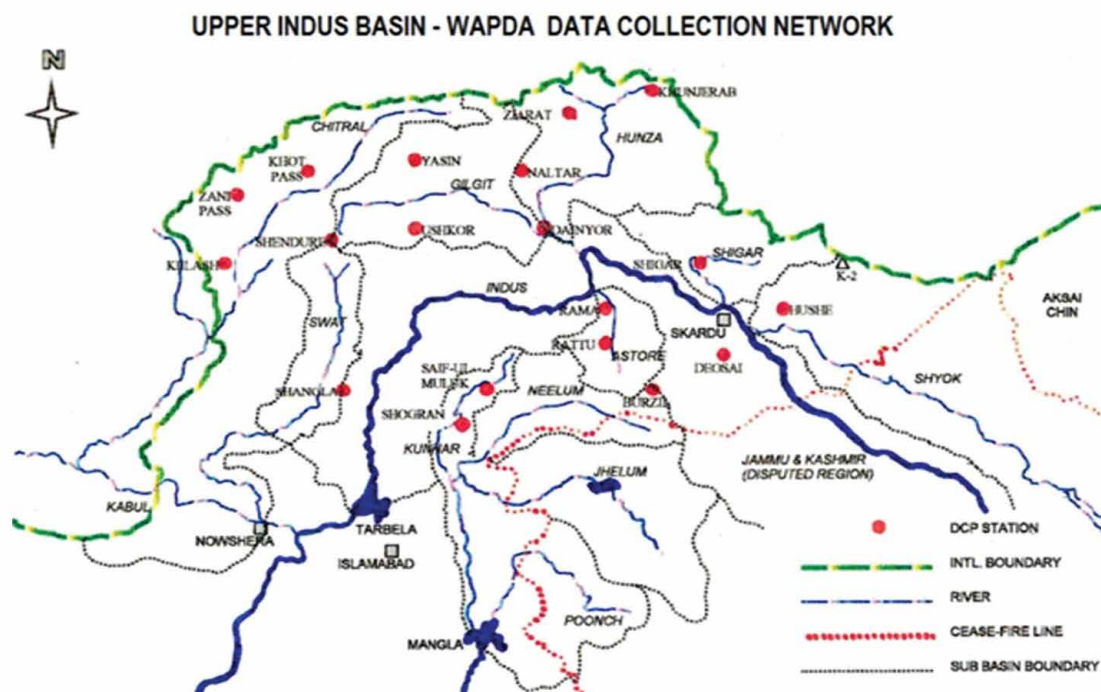 UPPER INDUS BASIN - WAPDA DATA COLLECTION NETWORK
N
KHUNJERAB
ZIARAT
CHITRAL
HUNZA
KHOT
PASS
YASIN
NALTAR
GILGIT
ZANI
PASS
SHENDURE
USHKOR
DAINYOR
KELASH
SHIGAR
SHIGAR
K-2
INDUS
AKSAI
CHIN
RAMA
HUSHE
SWAT
SKARDU
RATTU
ASTORE
DEOSAI
SAIF-UL
MULEK
SHYOK
SHANGLA
NEELUM
BURZIL
SHOGRAN
KUNHAR
JHELUM
JAMMU & KASHMIR
(DISPUTED REGION)
KABUL
TARBELA
NOWSHERA
ISLAMABAD
POONCH
MANGLA
DCP STATION
INTL. BOUNDARY
RIVER
CEASE-FIRE LINE
SUB BASIN BOUNDARY